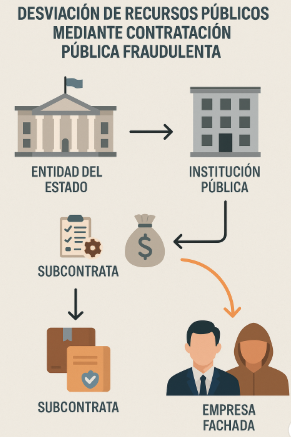 DESVIACIÓN DE RECURSOS PÚBLICOS
MEDIANTE CONTRATACIÓN
PÚBLICA FRAUDULENTA
ENTIDAD DEL
ESTADO
INSTITUCIÓN
PÚBLICA
$
SUBCONTRATA
SUBCONTRATA
EMPRESA
FACHADA